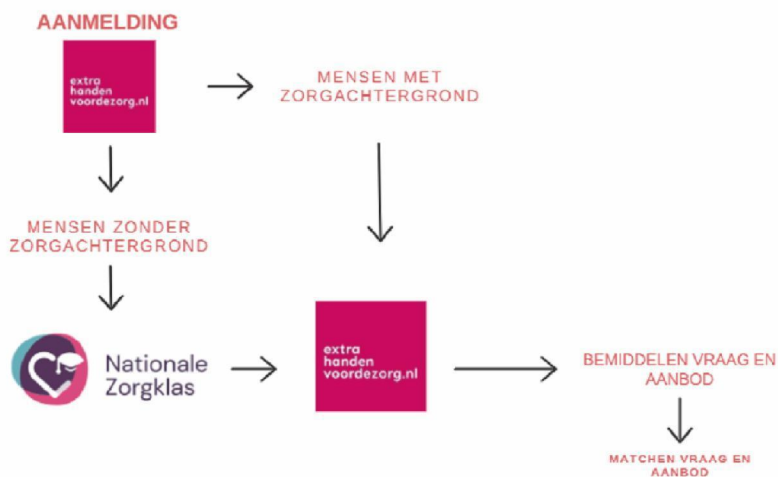 AANMELDING
extra
handen
voordezorg.nl
MENSEN MET
ZORGACHTERGROND
MENSEN ZONDER
ZORGACHTERGROND
Nationale
Zorgklas
extra
handen
voordezorg.nl
BEMIDDELEN VRAAG EN
AANBOD
MATCHEN VRAAG EN
AANBOD